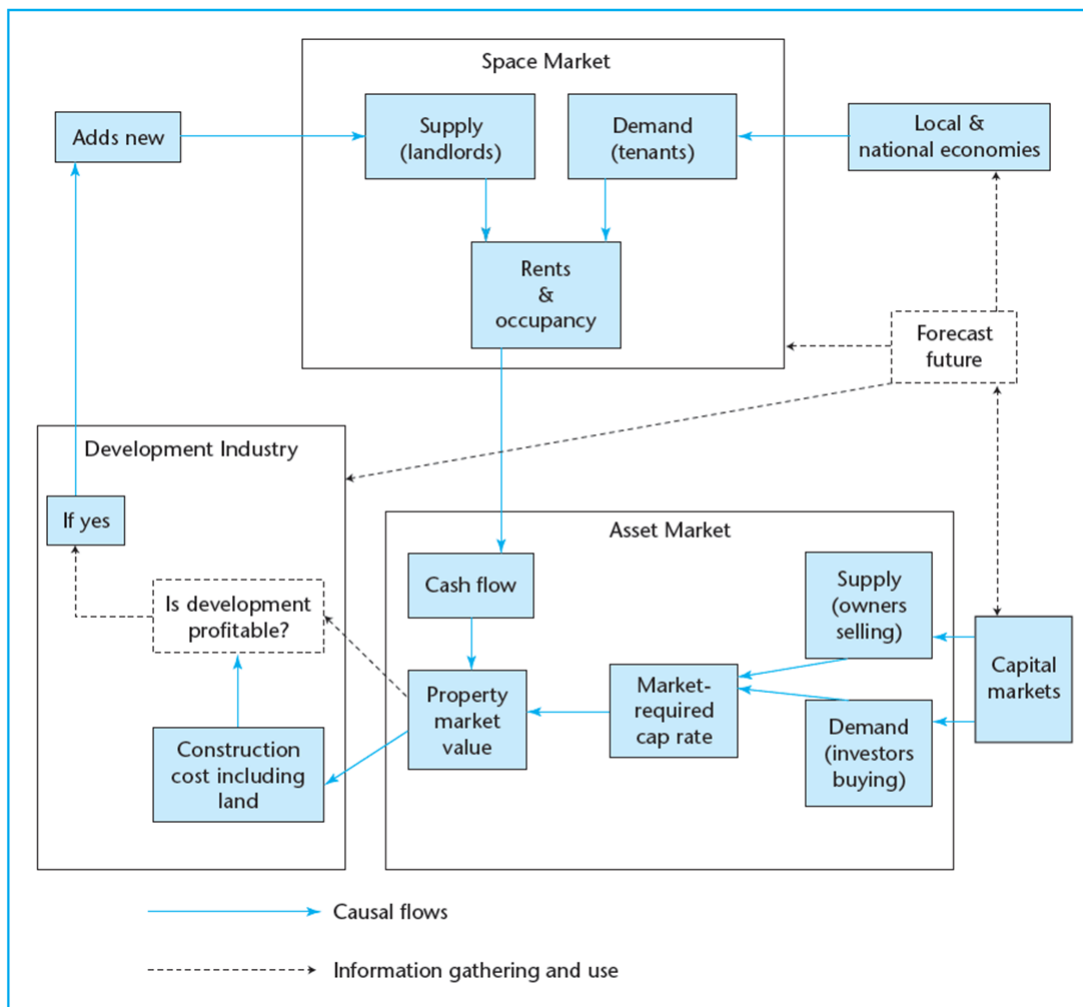 Space Market
Adds new
Supply
(landlords)
Demand
(tenants)
Local &
national economies
Rents
&
occupancy
Forecast
future
Development Industry
If yes
Is development
profitable?
Construction
cost including
land
Asset Market
Cash flow
Property
market
value
Market-
required
cap rate
Supply
(owners
selling)
Demand
(investors
buying)
Capital
markets
Causal flows
Information gathering and use